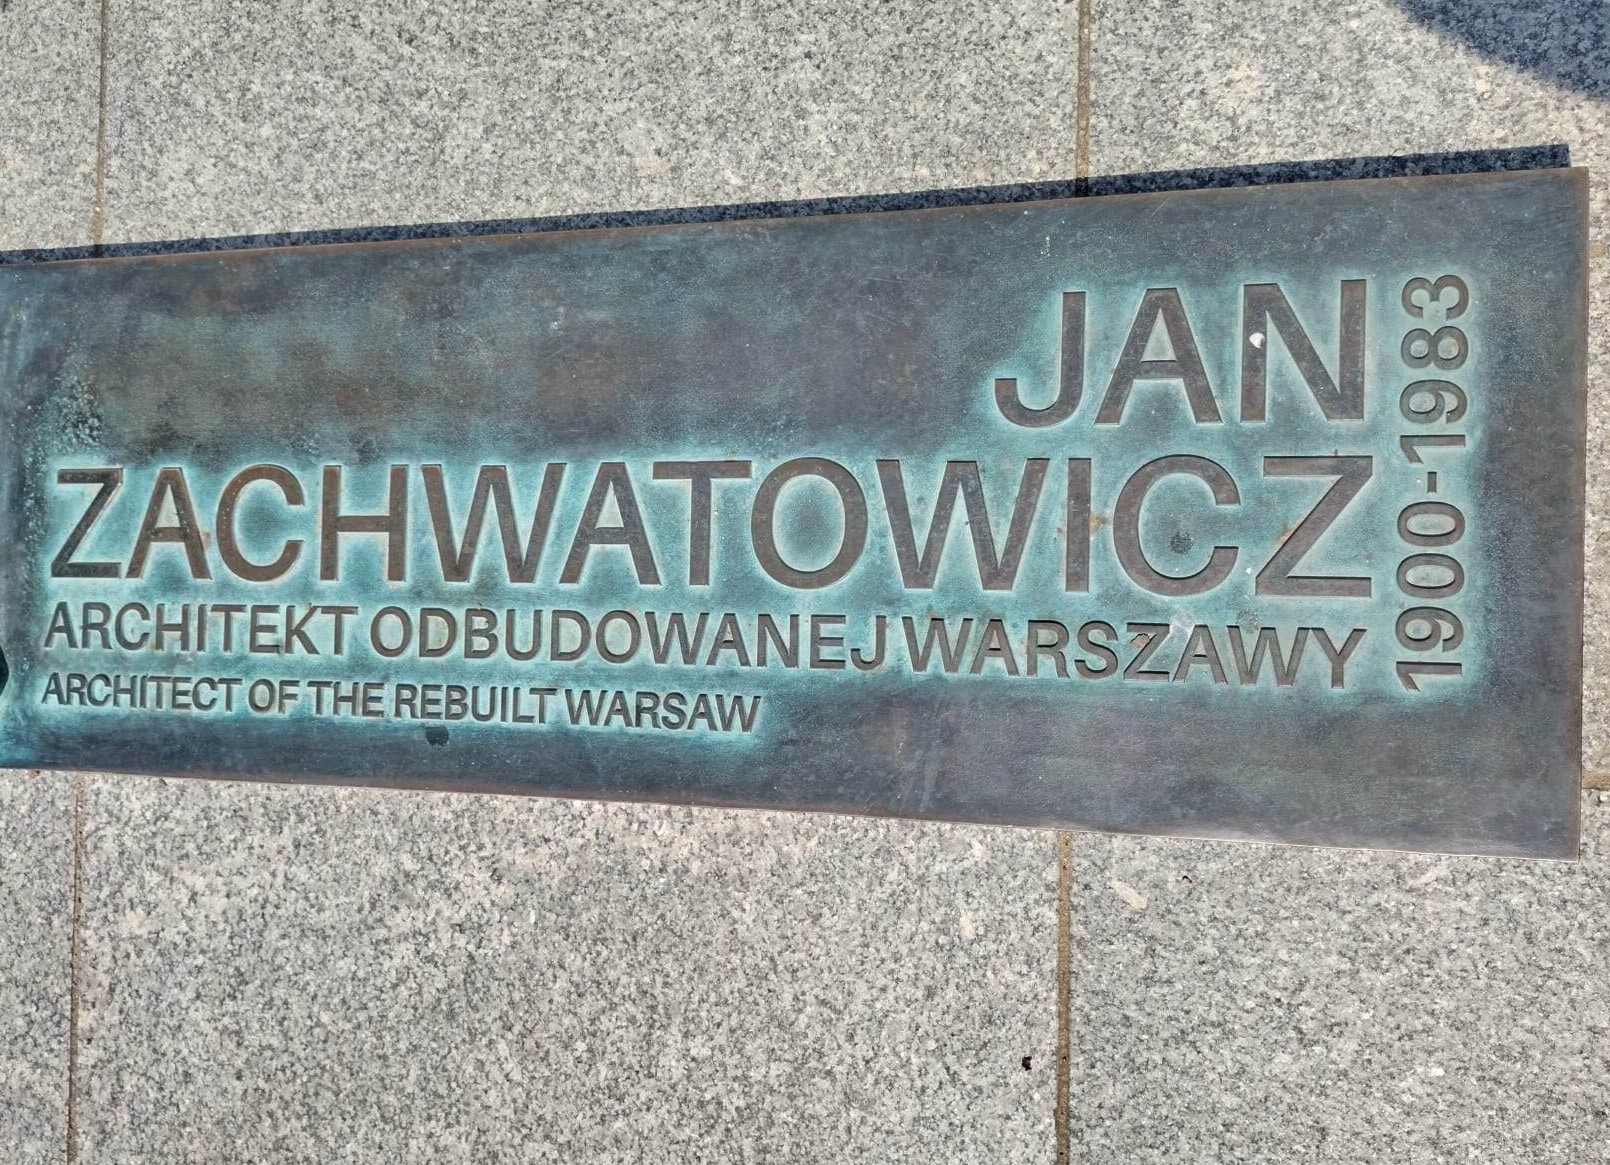 JAN
ZACHWATOWICZ
1900-1983
ARCHITEKT ODBUDOWANEJ WARSZAWY
ARCHITECT OF THE REBUILT WARSAW